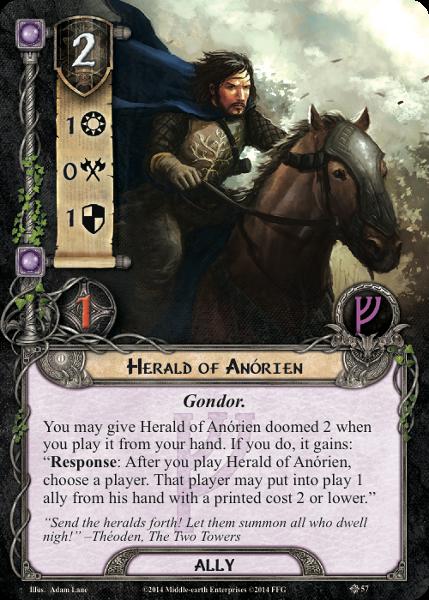 2
1
0
1
1
Herald of Anórien
Gondor.
You may give Herald of Anórien doomed 2 when
you play it from your hand. If you do, it gains:
“Response: After you play Herald of Anórien,
choose a player. That player may put into play 1
ally from his hand with a printed cost 2 or lower.”
“Send the heralds forth! Let them summon all who dwell
nigh!” –Théoden, The Two Towers
Ally
Illus. Adam Lane ©2014 Middle-earth Enterprises ©2014 FFG 57